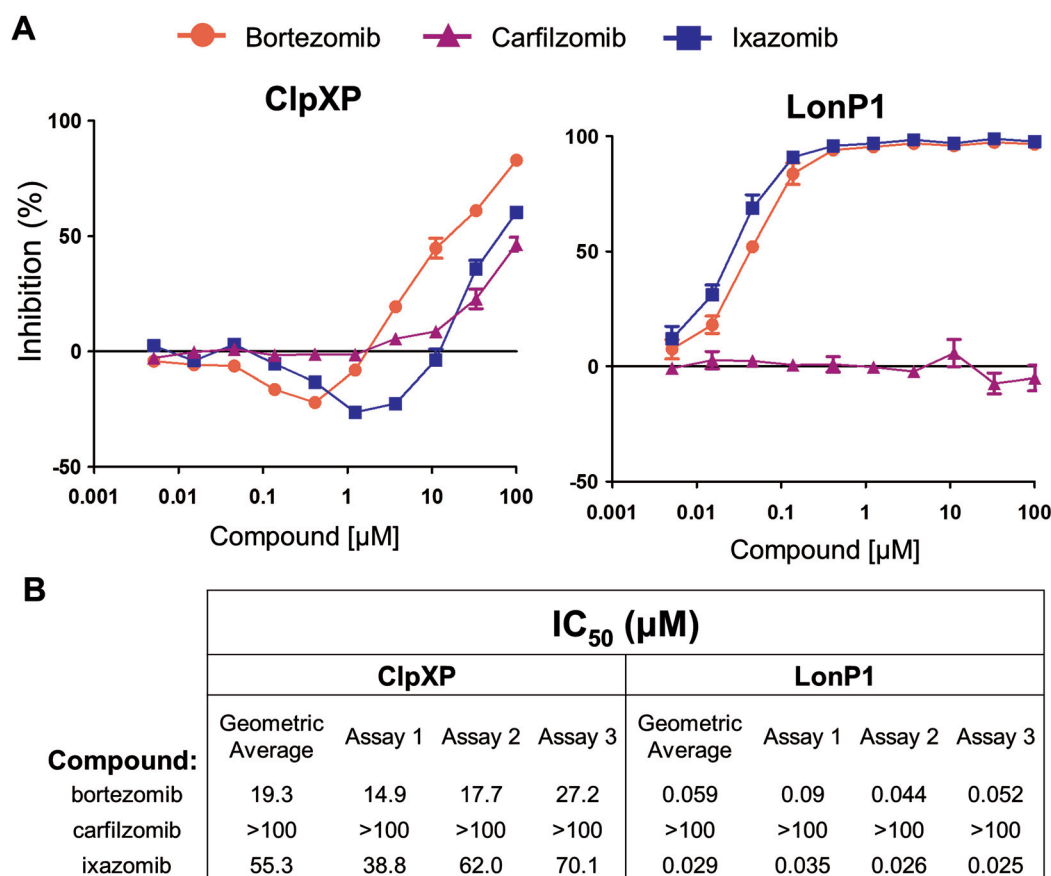 A
Bortezomib Carfilzomib Ixazomib
ClpXP
100
50
0
-50
Inhibition (%)
0.001 0.01 0.1 1 10 100
Compound [µM]
LonP1
100
50
0
-50
0.001 0.01 0.1 1 10 100
Compound [µM]
B
IC50 (µM)
ClpXP LonP1
Geometric
Average Assay 1 Assay 2 Assay 3 Geometric
Average Assay 1 Assay 2 Assay 3
Compound:
bortezomib 19.3 14.9 17.7 27.2 0.059 0.09 0.044 0.052
carfilzomib >100 >100 >100 >100 >100 >100 >100 >100
ixazomib 55.3 38.8 62.0 70.1 0.029 0.035 0.026 0.025